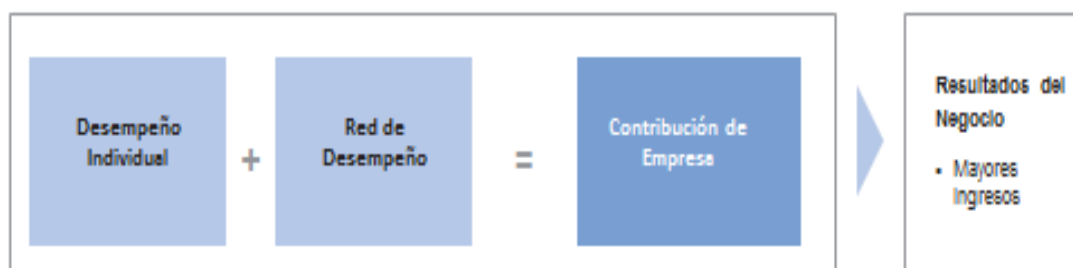 Desempeño
Individual
+
Red de
Desempeño
=
Contribución de
Empresa
Resultados del
Negocio
• Mayores
Ingresos